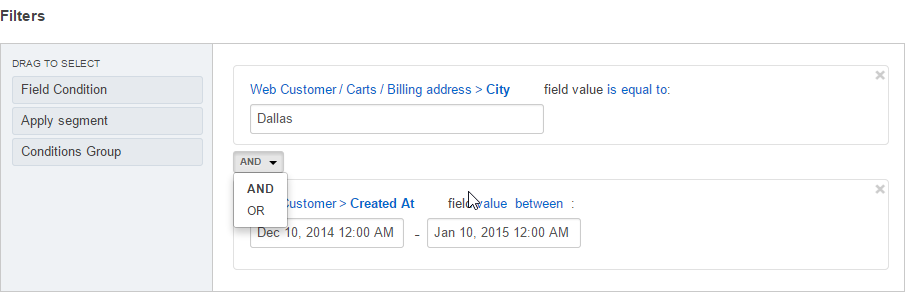 Filters
DRAG TO SELECT
Field Condition
Apply segment
Conditions Group
Web Customer / Carts / Billing address > City field value is equal to:
Dallas
AND
AND
OR
Customer > Created At field value between :
Dec 10, 2014 12:00 AM - Jan 10, 2015 12:00 AM